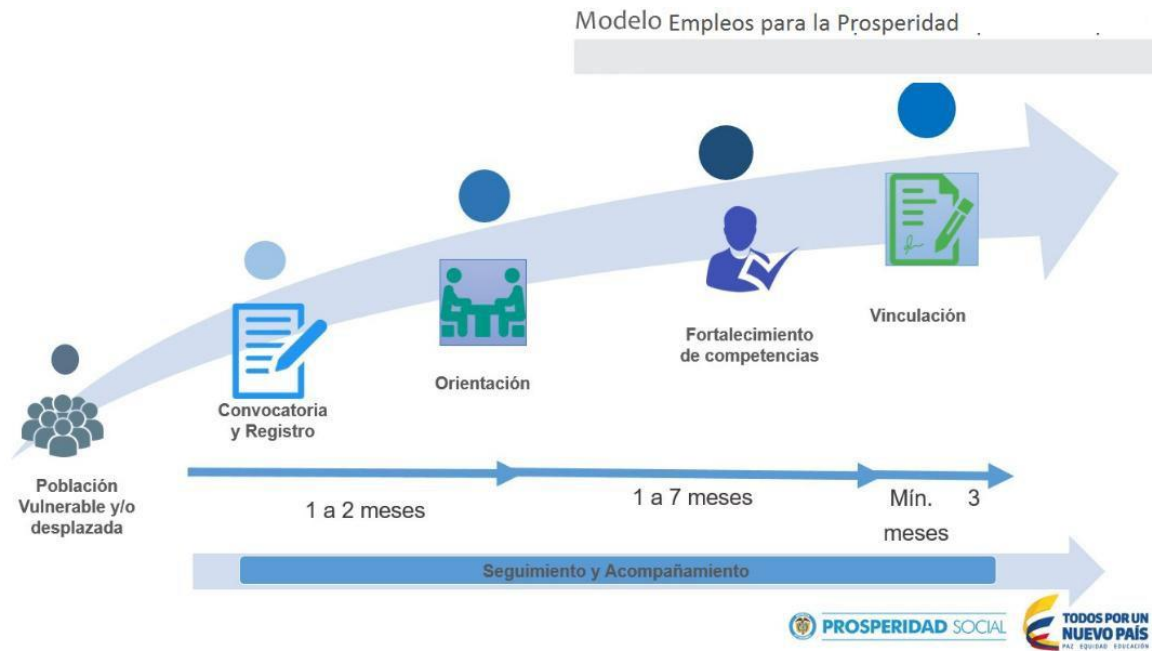 Modelo Empleos para la Prosperidad
Vinculación
Fortalecimiento
de competencias
Orientación
Convocatoria
y Registro
Población
Vulnerable y/o
desplazada
1 a 2 meses
1 a 7 meses
Mín. 3
meses
Seguimiento y Acompañamiento
PROSPERIDAD SOCIAL
TODOS POR UN
NUEVO PAÍS
PAZ EQUIDAD EDUCACIÓN